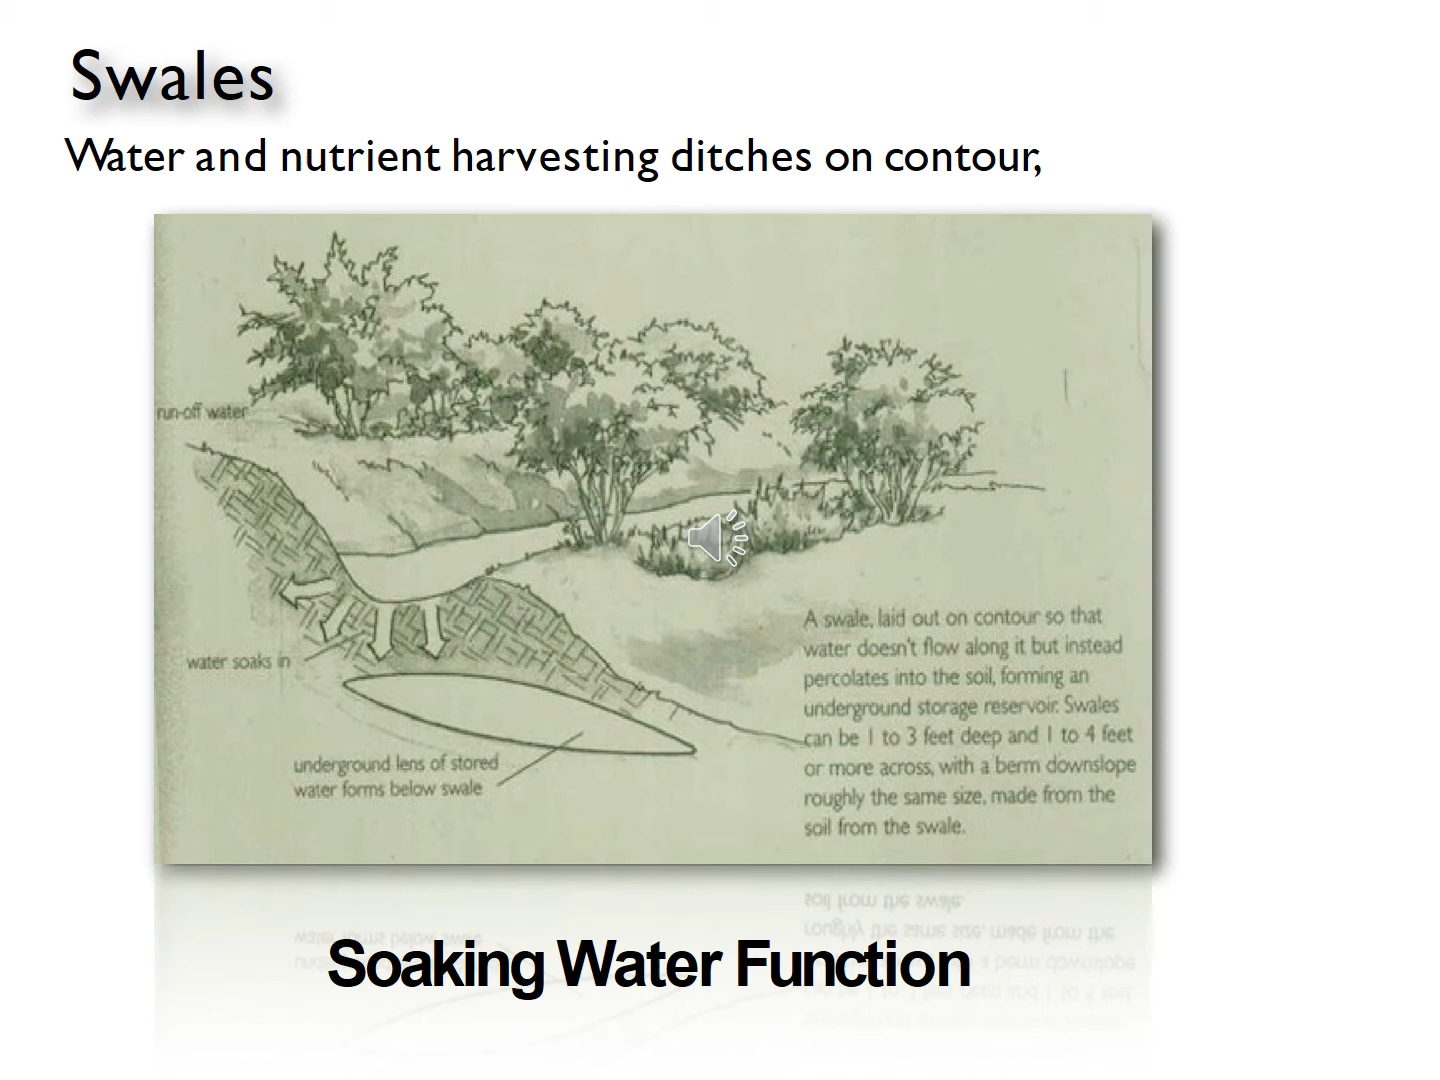 Swales
Water and nutrient harvesting ditches on contour,
run-off water
water soaks in
underground lens of stored
water forms below swale
A swale, laid out on contour so that
water doesn't flow along it but instead
percolates into the soil, forming an
underground storage reservoir. Swales
can be 1 to 3 feet deep and 1 to 4 feet
or more across, with a berm downslope
roughly the same size, made from the
soil from the swale.
Soaking Water Function